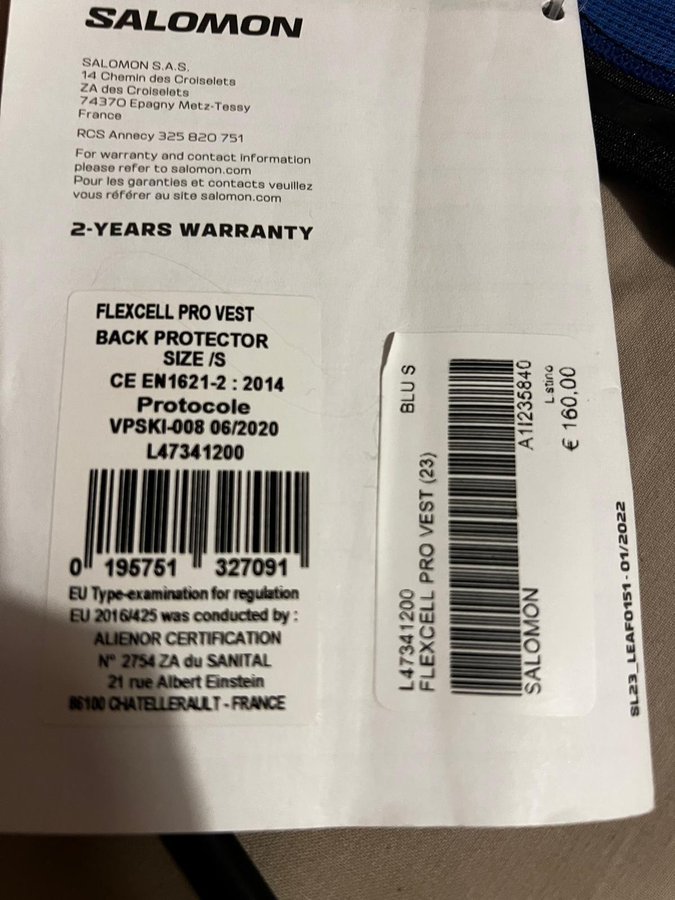 SALOMON
SALOMON S.A.S.
14 Chemin des Croiselets
ZA des Croiselets
74370 Epagny Metz-Tessy
France
RCS Annecy 325 820 751
For warranty and contact information
please refer to salomon.com
Pour les garanties et contacts veuillez
vous référer au site salomon.com
2-YEARS WARRANTY
FLEXCELL PRO VEST
BACK PROTECTOR
SIZE /S
CE EN1621-2 : 2014
Protocole
VPSKI-008 06/2020
L47341200
0 195751 327091
EU Type-examination for regulation
EU 2016/425 was conducted by :
ALIENOR CERTIFICATION
N° 2754 ZA du SANITAL
21 rue Albert Einstein
86100 CHATELLERAULT - FRANCE
L47341200 BLU S
FLEXCELL PRO VEST (23)
SALOMON A1I235840
Listino
€ 160,00
SL23_LEAF0151 - 01/2022